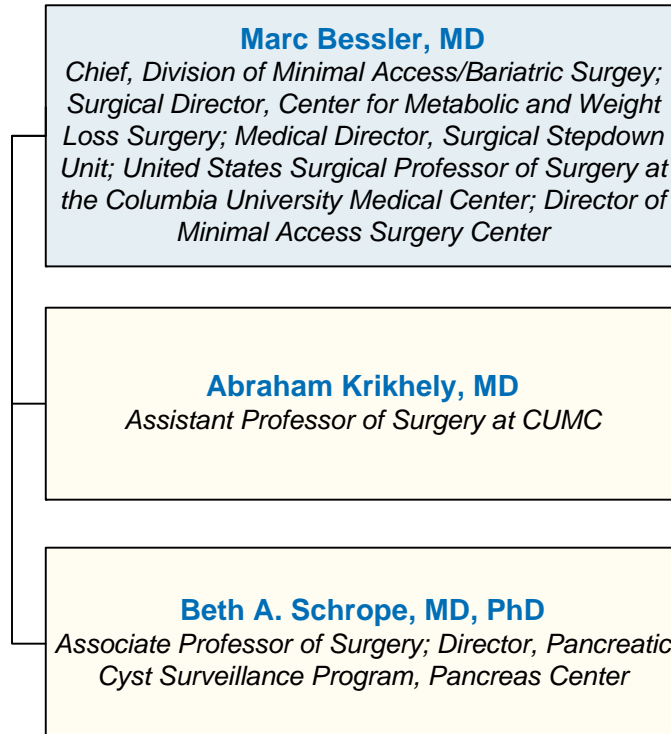 Marc Bessler, MD
Chief, Division of Minimal Access/Bariatric Surgey;
Surgical Director, Center for Metabolic and Weight
Loss Surgery; Medical Director, Surgical Stepdown
Unit; United States Surgical Professor of Surgery at
the Columbia University Medical Center; Director of
Minimal Access Surgery Center
Abraham Krikhely, MD
Assistant Professor of Surgery at CUMC
Beth A. Schrope, MD, PhD
Associate Professor of Surgery; Director, Pancreatic
Cyst Surveillance Program, Pancreas Center